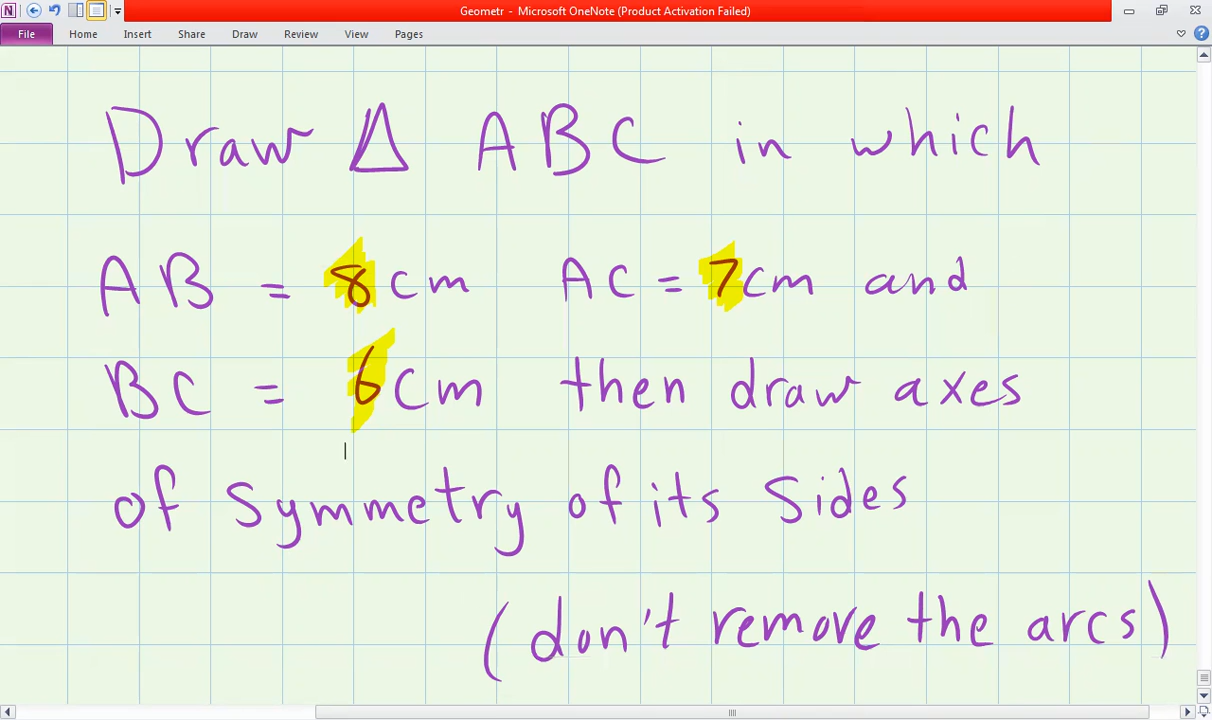 Geometr - Microsoft OneNote (Product Activation Failed)
File Home Insert Share Draw Review View Pages
Draw Δ ABC in which
AB = 8 cm AC = 7 cm and
BC = 6 cm then draw axes
of Symmetry of its Sides
(don't remove the arcs)